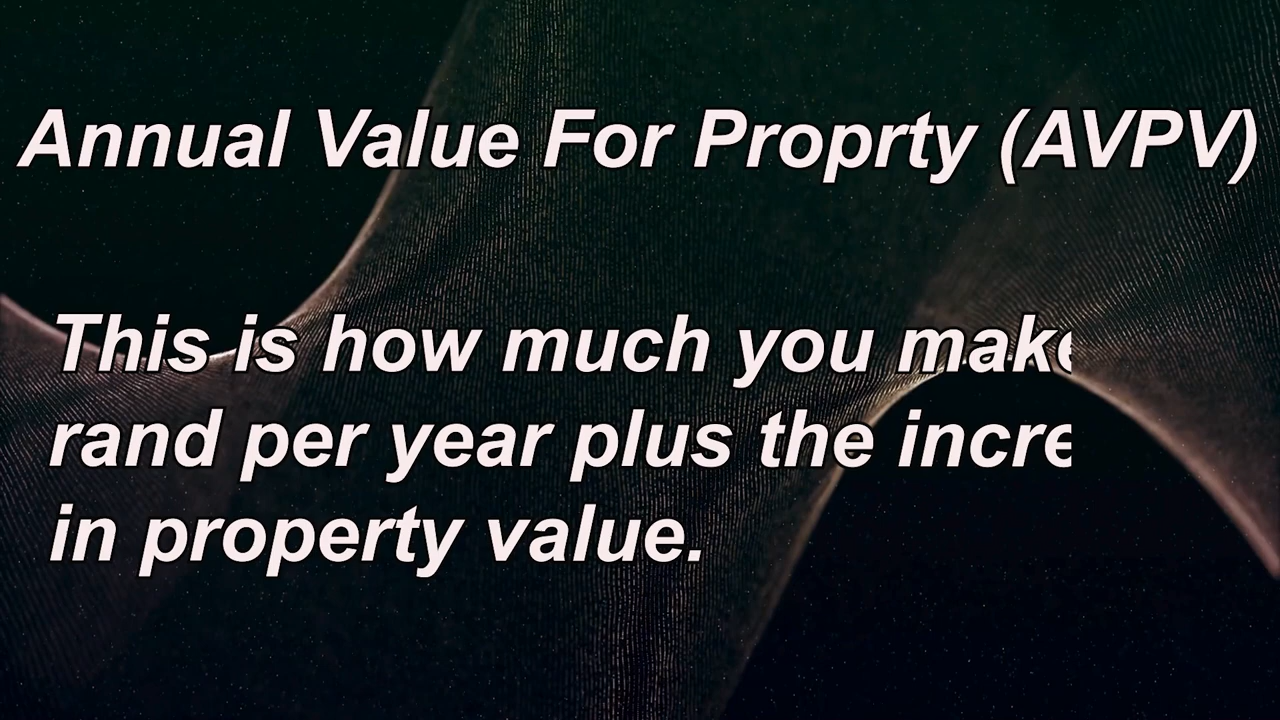 Annual Value For Proprty (AVPV)
This is how much you make
rand per year plus the
in property value.